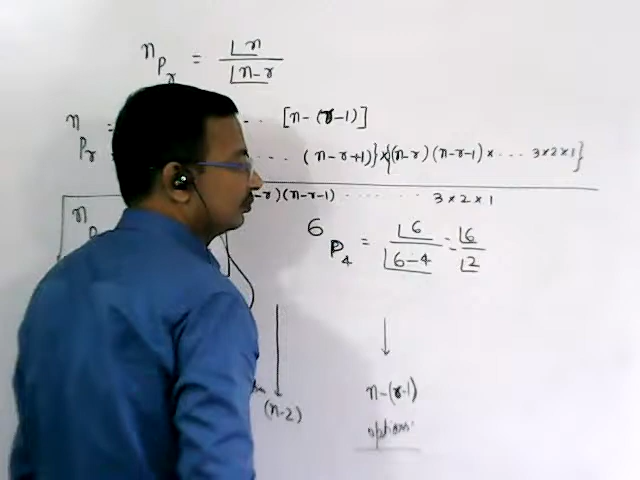 nPr = ⌊n / ⌊n-r
n = .. [n-(r-1)]
Pr ... (n-r+1)}×{(n-r)(n-r-1)×... 3×2×1}
-r)(n-r-1) ...... 3×2×1
n
6P4 = ⌊6 / ⌊6-4 = ⌊6 / ⌊2
(n-2)
n-(r-1)
options